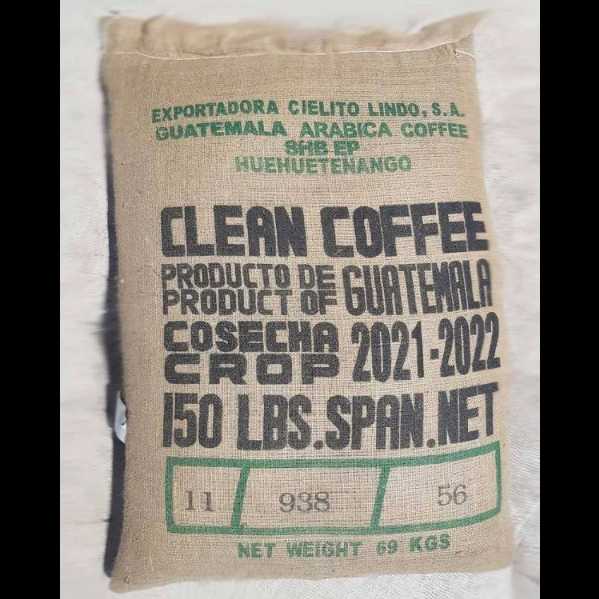 EXPORTADORA CIELITO LINDO, S.A.
GUATEMALA ARABICA COFFEE
SHB EP
HUEHUETENANGO
CLEAN COFFEE
PRODUCTO DE
PRODUCT OF GUATEMALA
COSECHA
CROP 2021-2022
150 LBS.SPAN.NET
11 938 56
NET WEIGHT 69 KGS